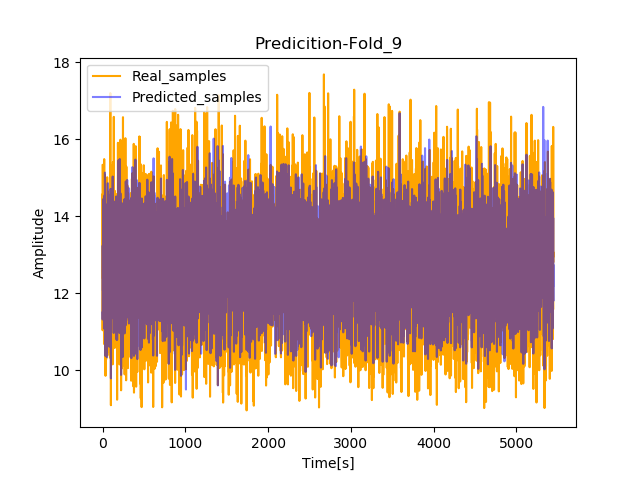 Predicition-Fold_9
Real_samples
Predicted_samples
18
16
14
12
10
Amplitude
0
1000
2000
3000
4000
5000
Time[s]